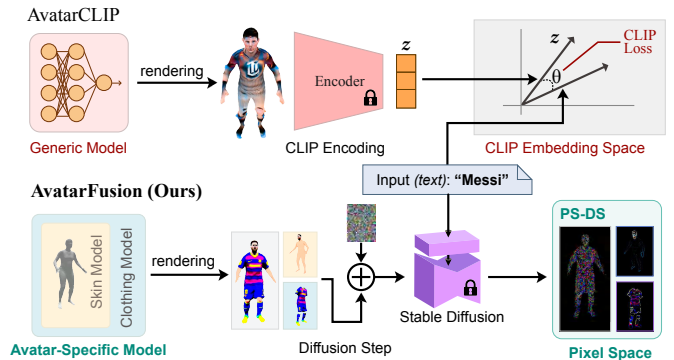 AvatarCLIP
rendering
Generic Model
Encoder
CLIP Encoding
z
z
θ
CLIP
Loss
CLIP Embedding Space
Input (text): “Messi”
AvatarFusion (Ours)
Skin Model
Clothing Model
Avatar-Specific Model
rendering
Diffusion Step
Stable Diffusion
PS-DS
Pixel Space